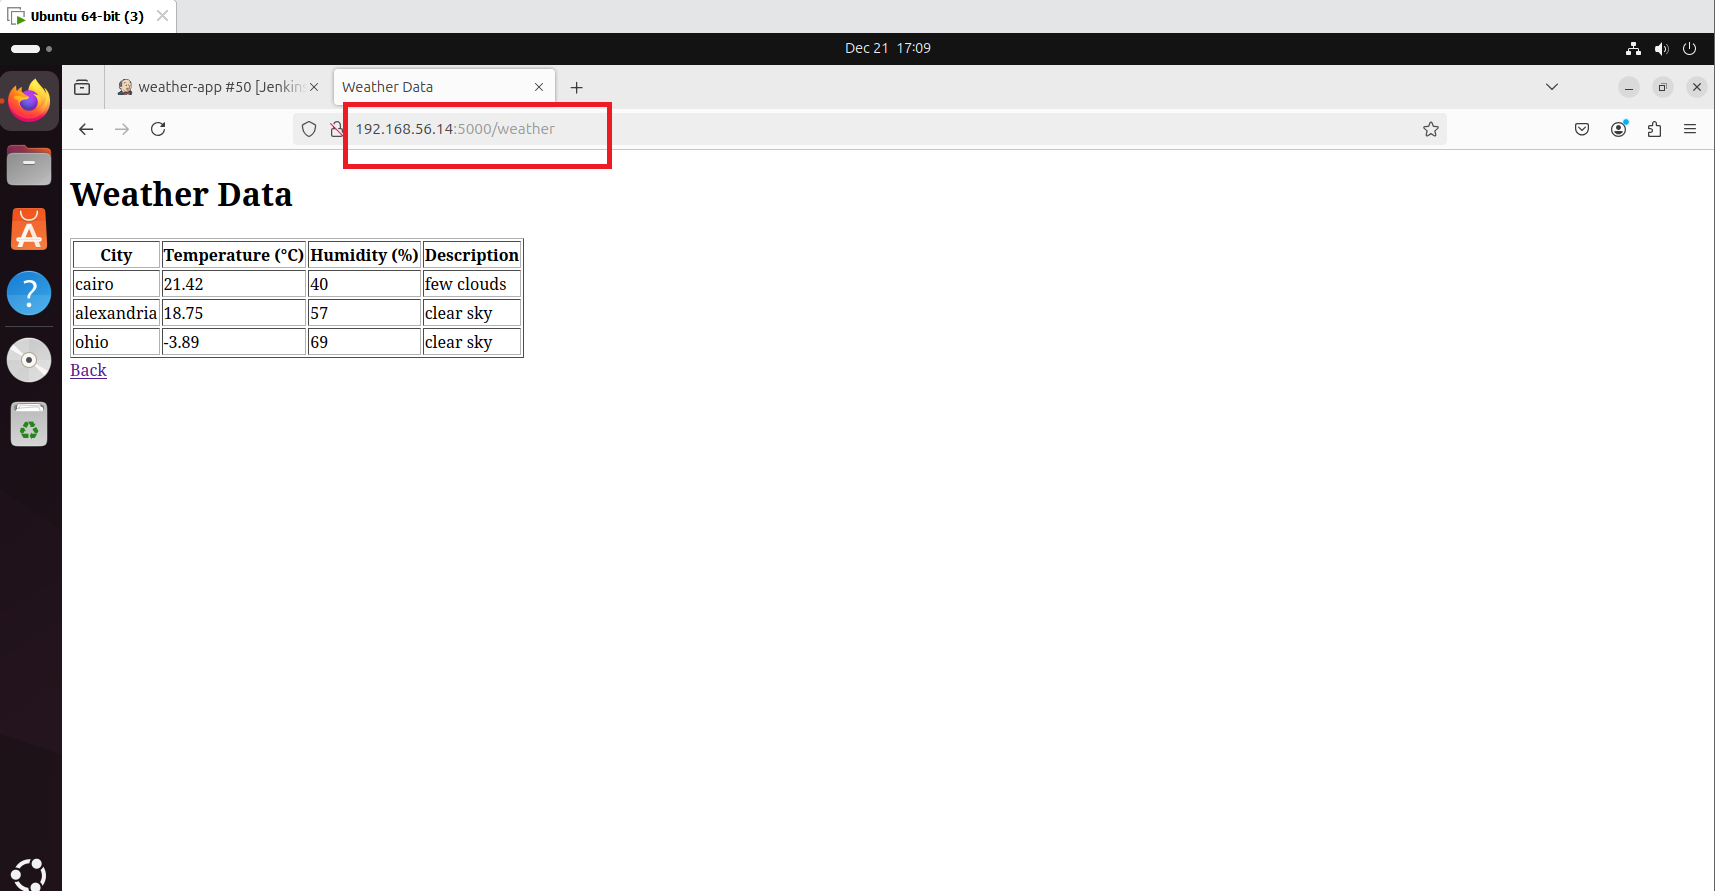 Ubuntu 64-bit (3)
Dec 21 17:09
weather-app #50 [Jenkins
Weather Data
192.168.56.14:5000/weather
Weather Data
City Temperature (°C) Humidity (%) Description
cairo 21.42 40 few clouds
alexandria 18.75 57 clear sky
ohio -3.89 69 clear sky
Back